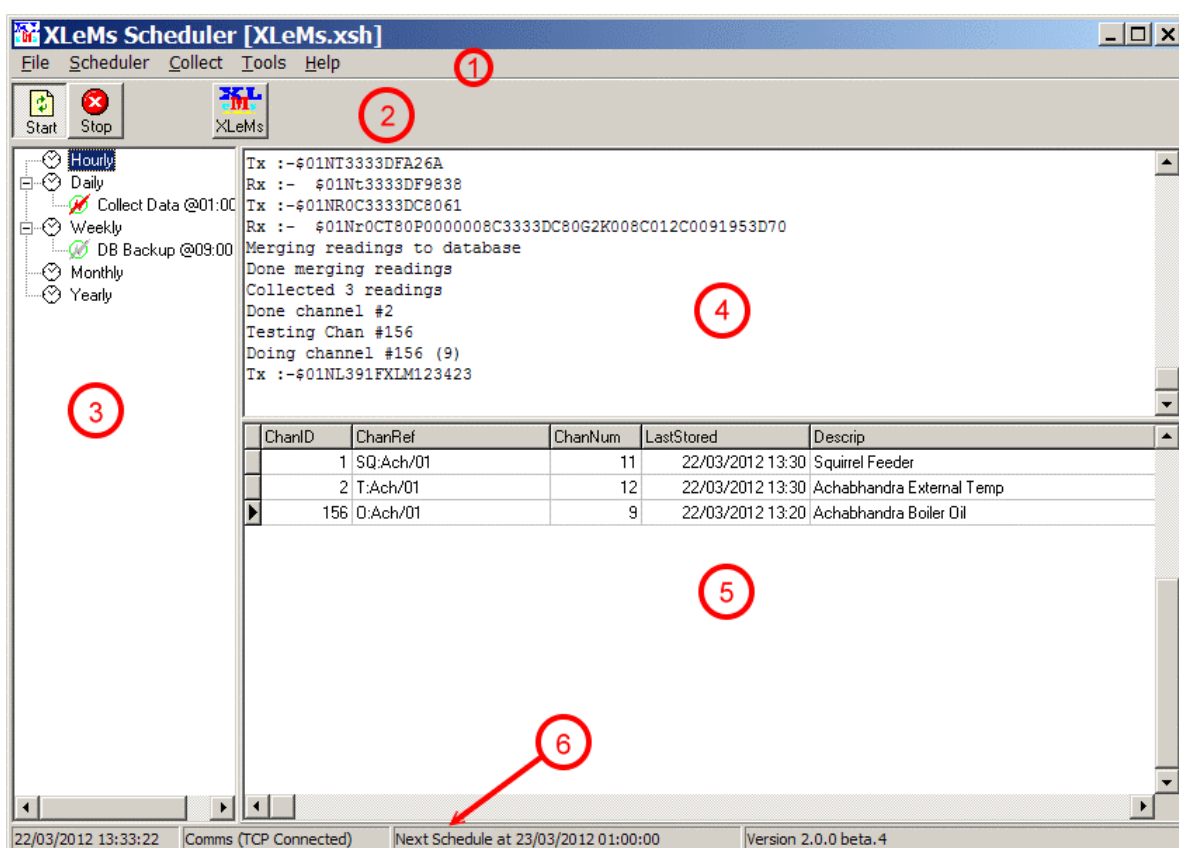 XLeMs Scheduler [XLeMs.xsh]
File Scheduler Collect Tools Help
1
Start Stop XL eMs XLeMs
2
Hourly
Daily
Collect Data @01:00
Weekly
DB Backup @09:00
Monthly
Yearly
3
Tx :-$01NT3333DFA26A
Rx :- $01Nt3333DF9838
Tx :-$01NR0C3333DC8061
Rx :- $01Nr0CT80P0000008C3333DC80G2K008C012C0091953D70
Merging readings to database
Done merging readings
Collected 3 readings
Done channel #2
Testing Chan #156
Doing channel #156 (9)
Tx :-$01NL391FXLM123423
4
ChanID ChanRef ChanNum LastStored Descrip
1 SQ:Ach/01 11 22/03/2012 13:30 Squirrel Feeder
2 T:Ach/01 12 22/03/2012 13:30 Achabhandra External Temp
156 O:Ach/01 9 22/03/2012 13:20 Achabhandra Boiler Oil
5
6
22/03/2012 13:33:22 Comms (TCP Connected) Next Schedule at 23/03/2012 01:00:00 Version 2.0.0 beta.4